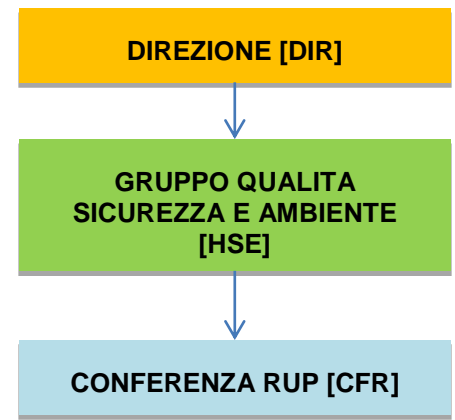 DIREZIONE [DIR]
GRUPPO QUALITA
SICUREZZA E AMBIENTE
[HSE]
CONFERENZA RUP [CFR]